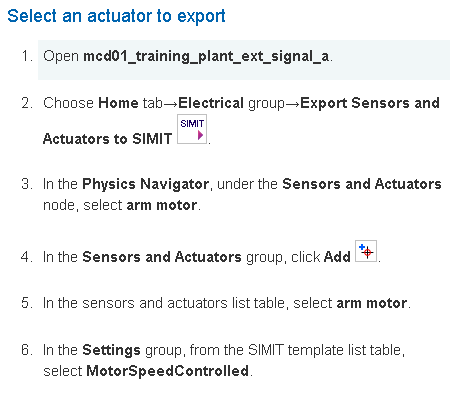 Select an actuator to export
1. Open mcd01_training_plant_ext_signal_a.
2. Choose Home tab→Electrical group→Export Sensors and
SIMIT
Actuators to SIMIT .
3. In the Physics Navigator, under the Sensors and Actuators
node, select arm motor.
4. In the Sensors and Actuators group, click Add .
5. In the sensors and actuators list table, select arm motor.
6. In the Settings group, from the SIMIT template list table,
select MotorSpeedControlled.